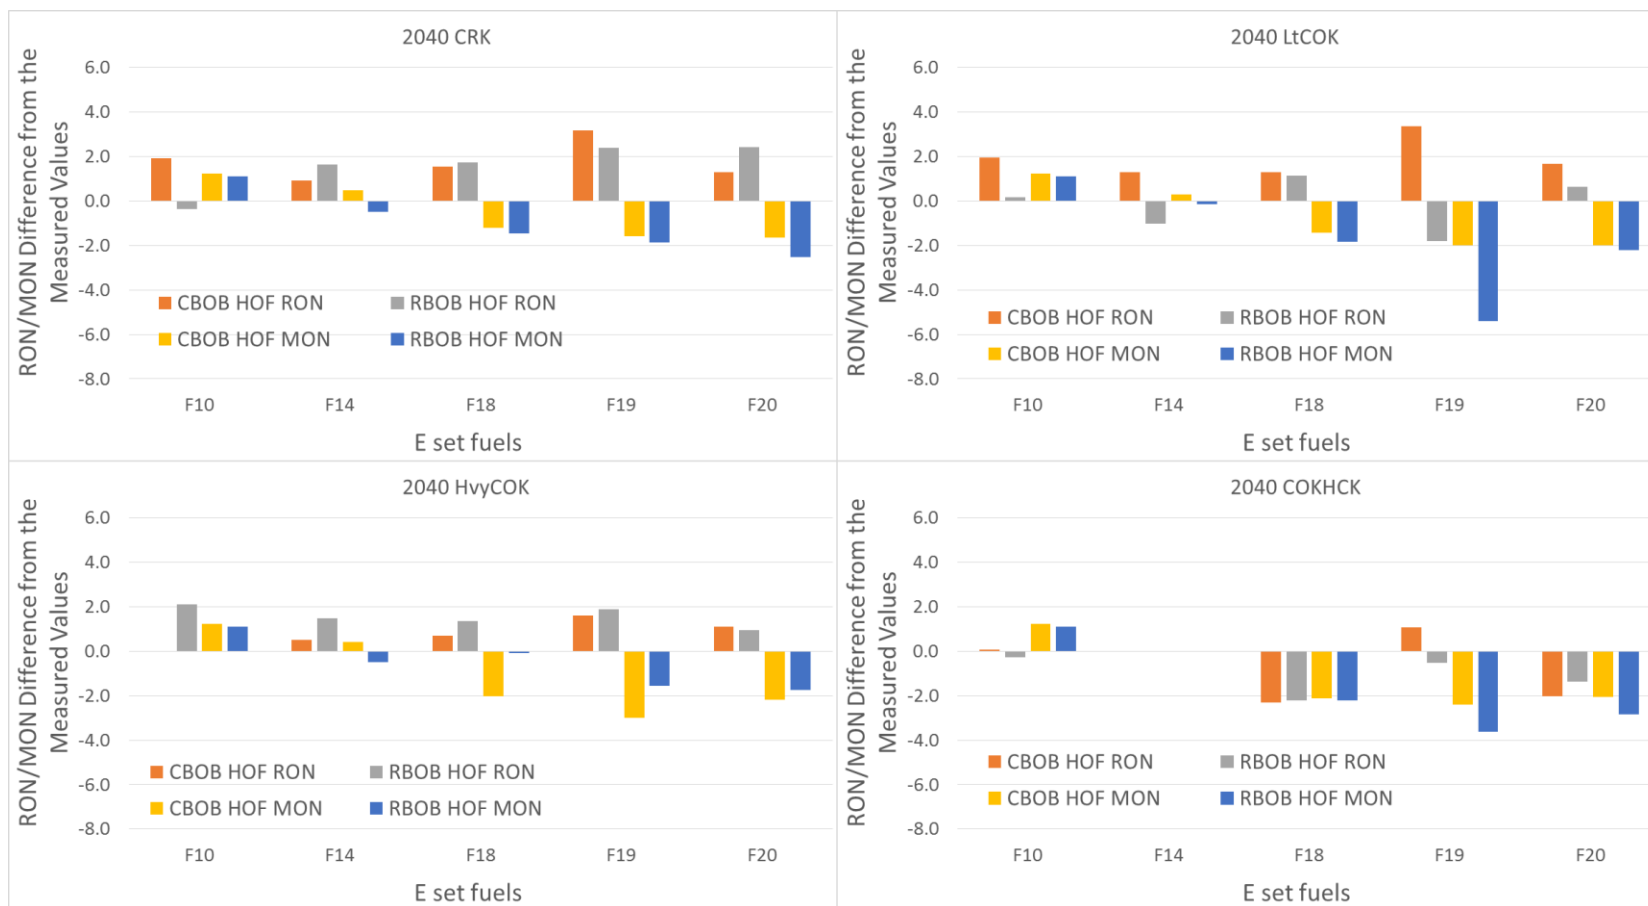 2040 CRK
RON/MON Difference from the
Measured Values
6.0
4.0
2.0
0.0
-2.0
-4.0
-6.0
-8.0
CBOB HOF RON RBOB HOF RON
CBOB HOF MON RBOB HOF MON
F10 F14 F18 F19 F20
E set fuels
2040 LtCOK
RON/MON Difference from the
Measured Values
6.0
4.0
2.0
0.0
-2.0
-4.0
-6.0
-8.0
CBOB HOF RON RBOB HOF RON
CBOB HOF MON RBOB HOF MON
F10 F14 F18 F19 F20
E set fuels
2040 HvyCOK
RON/MON Difference from the
Measured Values
6.0
4.0
2.0
0.0
-2.0
-4.0
-6.0
-8.0
CBOB HOF RON RBOB HOF RON
CBOB HOF MON RBOB HOF MON
F10 F14 F18 F19 F20
E set fuels
2040 COKHCK
RON/MON Difference from the
Measured Values
6.0
4.0
2.0
0.0
-2.0
-4.0
-6.0
-8.0
CBOB HOF RON RBOB HOF RON
CBOB HOF MON RBOB HOF MON
F10 F14 F18 F19 F20
E set fuels